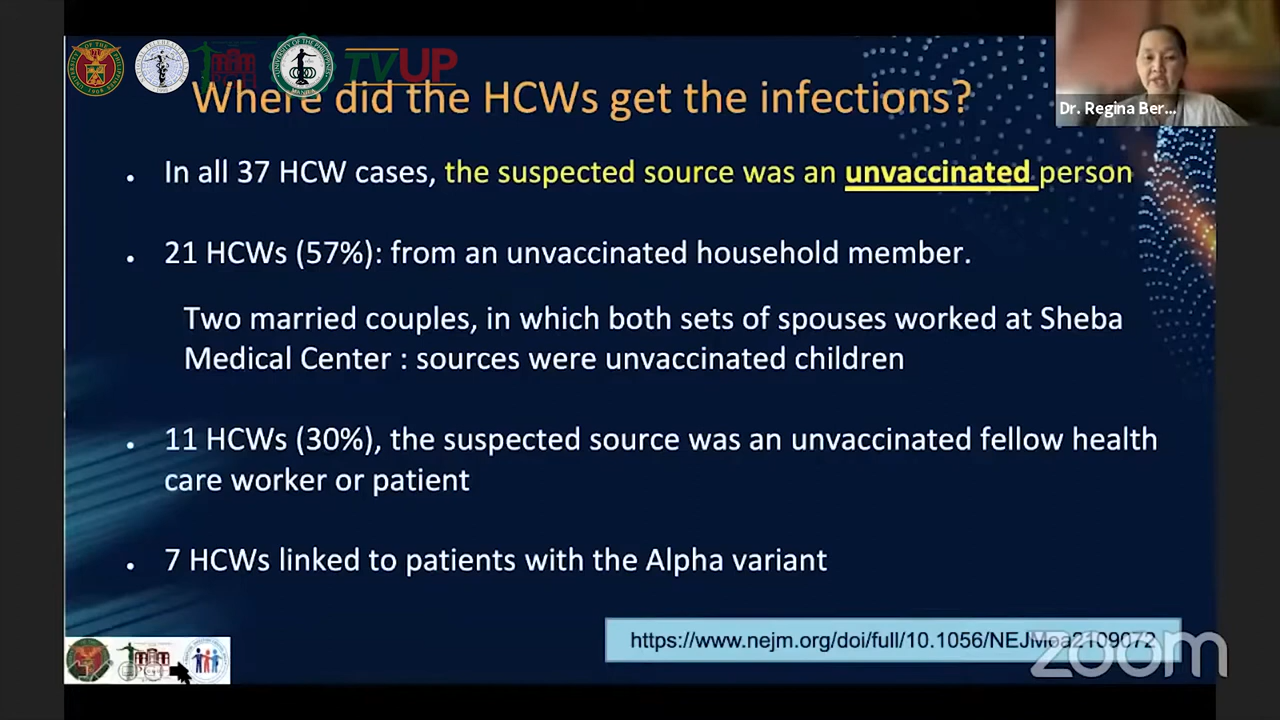 TVUP
Where did the HCWs get the infections?
Dr. Regina Ber...
• In all 37 HCW cases, the suspected source was an unvaccinated person
• 21 HCWs (57%): from an unvaccinated household member.
Two married couples, in which both sets of spouses worked at Sheba
Medical Center : sources were unvaccinated children
• 11 HCWs (30%), the suspected source was an unvaccinated fellow health
care worker or patient
• 7 HCWs linked to patients with the Alpha variant
https://www.nejm.org/doi/full/10.1056/NEJMoa2109072
zoom